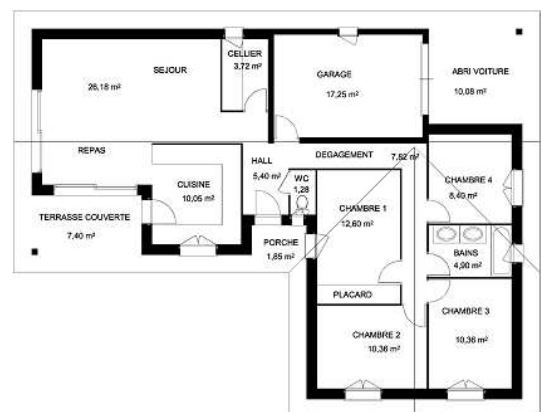 CELLIER
3,72 m²
SEJOUR
26,18 m²
GARAGE
17,25 m²
ABRI VOITURE
10,08 m²
REPAS
HALL
5,40 m²
DEGAGEMENT
7,82 m²
WC
1,28
CUISINE
10,05 m²
CHAMBRE 4
8,40 m²
CHAMBRE 1
12,60 m²
TERRASSE COUVERTE
7,40 m²
PORCHE
1,85 m²
BAINS
4,90 m²
PLACARD
CHAMBRE 3
10,36 m²
CHAMBRE 2
10,36 m²